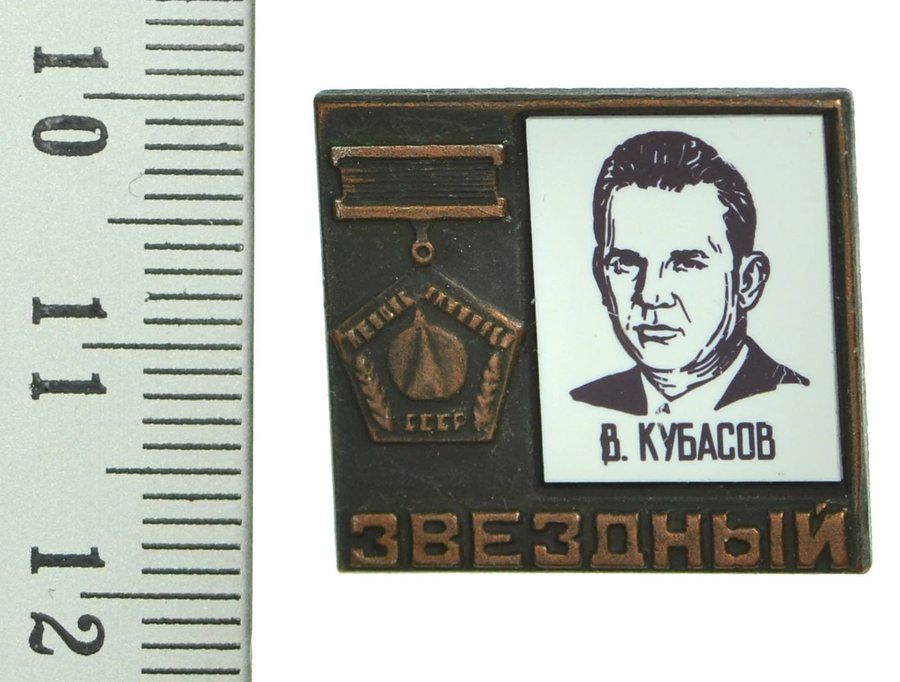 10
11
12
ЛЕТЧИК КОСМОНАВТ
СССР
В. КУБАСОВ
ЗВЕЗДНЫЙ